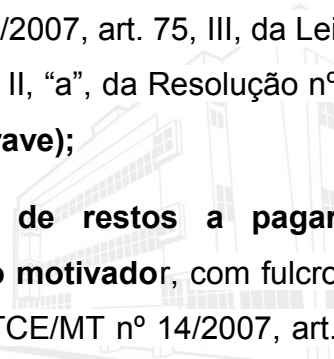 /2007, art. 75, III, da Lei
II, “a”, da Resolução nº
rave);
de restos a pagar
o motivador, com fulcro
TCE/MT nº 14/2007, art.